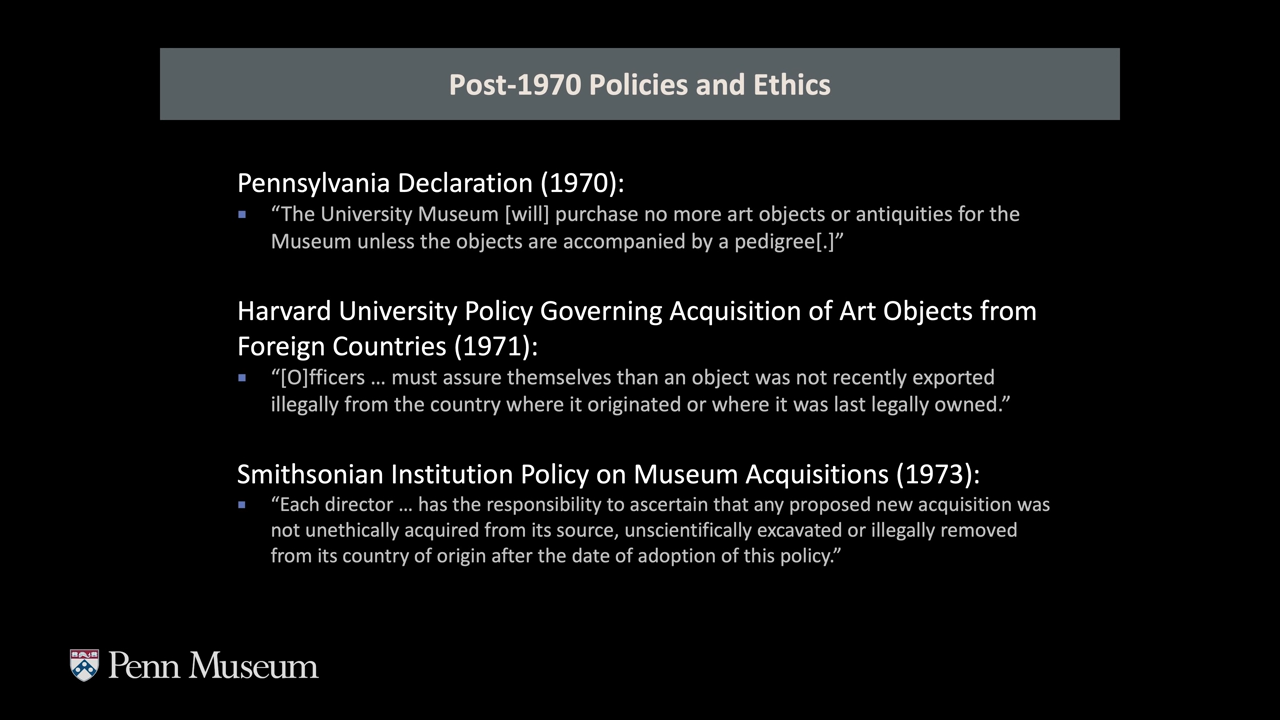 Post-1970 Policies and Ethics
Pennsylvania Declaration (1970):
▪ “The University Museum [will] purchase no more art objects or antiquities for the
Museum unless the objects are accompanied by a pedigree[.]”
Harvard University Policy Governing Acquisition of Art Objects from
Foreign Countries (1971):
▪ “[O]fficers … must assure themselves than an object was not recently exported
illegally from the country where it originated or where it was last legally owned.”
Smithsonian Institution Policy on Museum Acquisitions (1973):
▪ “Each director … has the responsibility to ascertain that any proposed new acquisition was
not unethically acquired from its source, unscientifically excavated or illegally removed
from its country of origin after the date of adoption of this policy.”
Penn Museum